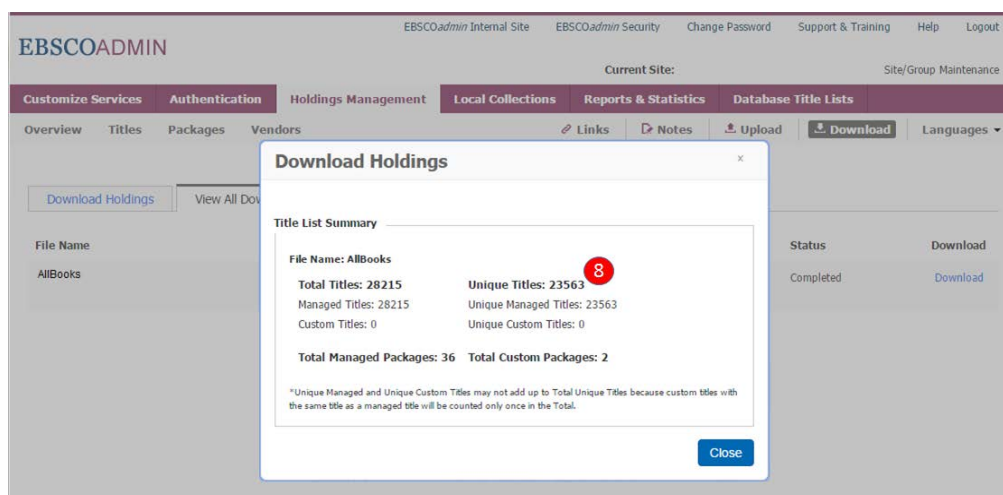 EBSCOadmin Internal Site EBSCOadmin Security Change Password Support & Training Help Logout
EBSCOADMIN
Current Site: Site/Group Maintenance
Customize Services Authentication Holdings Management Local Collections Reports & Statistics Database Title Lists
Overview Titles Packages Vendors Links Notes Upload Download Languages
Download Holdings x
Download Holdings View All Dow
Title List Summary
File Name Status Download
File Name: AllBooks
8
AllBooks Completed Download
Total Titles: 28215 Unique Titles: 23563
Managed Titles: 28215 Unique Managed Titles: 23563
Custom Titles: 0 Unique Custom Titles: 0
Total Managed Packages: 36 Total Custom Packages: 2
*Unique Managed and Unique Custom Titles may not add up to Total Unique Titles because custom titles with
the same title as a managed title will be counted only once in the Total.
Close